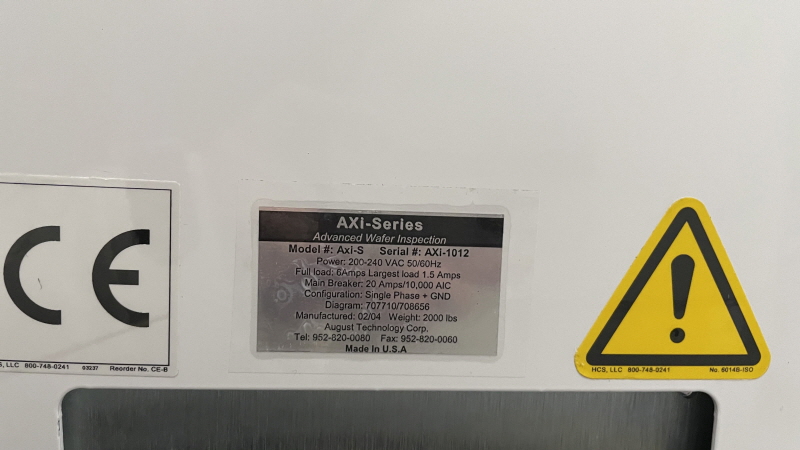 CE
S, LLC 800-748-0241 63237 Reorder No. CE-B
AXi-Series
Advanced Wafer Inspection
Model #: Axi-S Serial #: AXI-1012
Power: 200-240 VAC 50/60Hz
Full load: 6Amps Largest load 1.5 Amps
Main Breaker: 20 Amps/10,000 AIC
Configuration: Single Phase + GND
Diagram: 707710/708656
Manufactured: 02/04 Weight: 2000 lbs
August Technology Corp.
Tel: 952-820-0080 Fax: 952-820-0060
Made In U.S.A
!
HCS, LLC 800-748-0241 No. 6014B-ISO